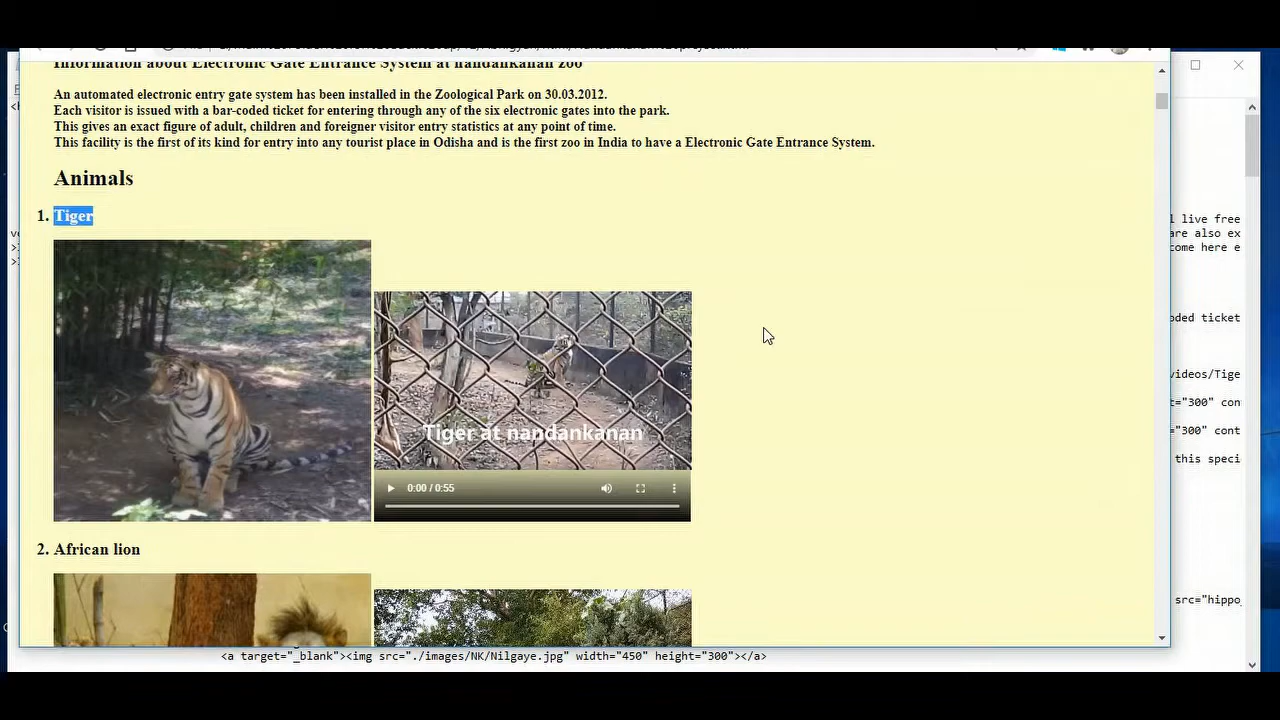 Information about Electronic Gate Entrance System at nandankanan zoo
An automated electronic entry gate system has been installed in the Zoological Park on 30.03.2012.
Each visitor is issued with a bar-coded ticket for entering through any of the six electronic gates into the park.
This gives an exact figure of adult, children and foreigner visitor entry statistics at any point of time.
This facility is the first of its kind for entry into any tourist place in Odisha and is the first zoo in India to have a Electronic Gate Entrance System.
Animals
1. Tiger
Tiger at nandankanan
0:00 / 0:55
2. African lion
l live free
are also ex
come here e
oded ticket
videos/Tige
t="300" con
="300" cont
this speci
src="hippo
<a target="_blank"><img src="./images/NK/Nilgaye.jpg" width="450" height="300"></a>